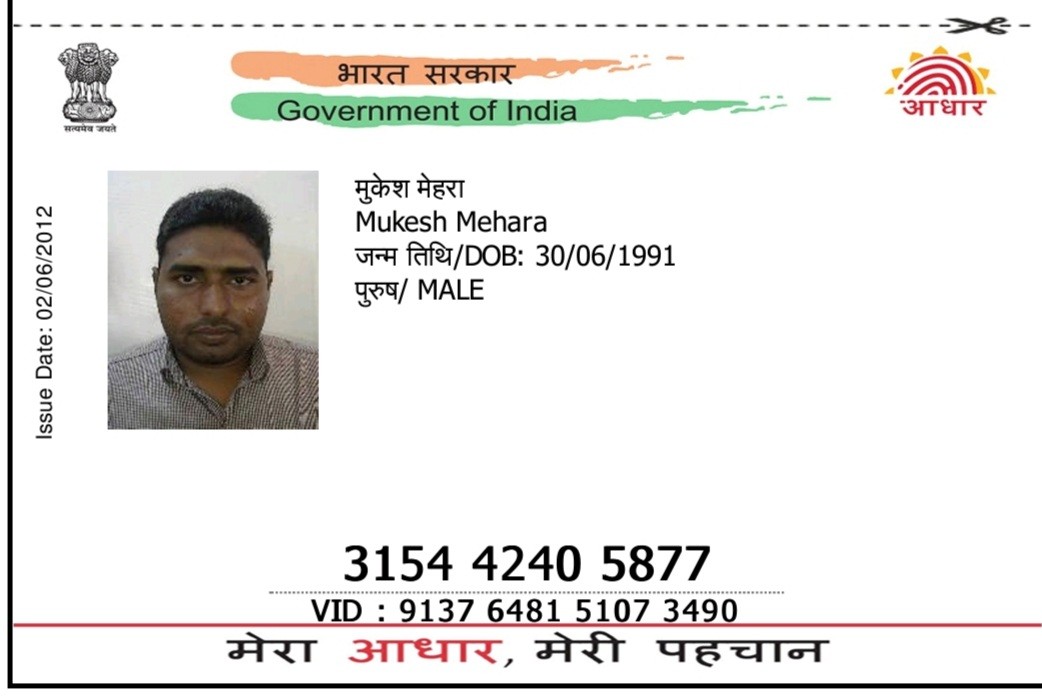 भारत सरकार
Government of India
सत्यमेव जयते
आधार
Issue Date: 02/06/2012
मुकेश मेहरा
Mukesh Mehara
जन्म तिथि/DOB: 30/06/1991
पुरुष/ MALE
3154 4240 5877
VID : 9137 6481 5107 3490
मेरा आधार, मेरी पहचान